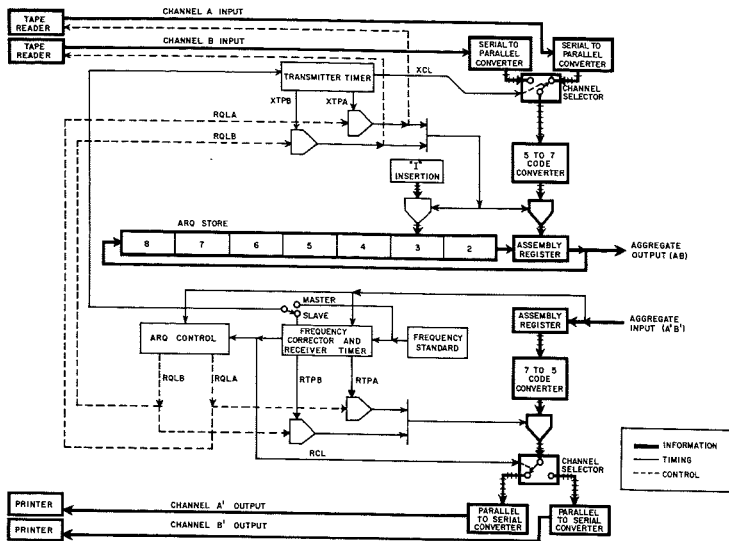 CHANNEL A INPUT
TAPE
READER
CHANNEL B INPUT
TAPE
READER
SERIAL TO
PARALLEL
CONVERTER
SERIAL TO
PARALLEL
CONVERTER
TRANSMITTER TIMER
XCL
CHANNEL
SELECTOR
XTPB
XTPA
RQLA
RQLB
"I"
INSERTION
5 TO 7
CODE
CONVERTER
ARQ STORE
8 7 6 5 4 3 2
ASSEMBLY
REGISTER
AGGREGATE
OUTPUT (AB)
MASTER
SLAVE
ARQ CONTROL
FREQUENCY
CORRECTOR AND
RECEIVER TIMER
FREQUENCY
STANDARD
ASSEMBLY
REGISTER
AGGREGATE
INPUT (A'B')
RQLB
RQLA
RTPB
RTPA
7 TO 5
CODE
CONVERTER
RCL
CHANNEL
SELECTOR
INFORMATION
TIMING
CONTROL
PRINTER
CHANNEL A' OUTPUT
PRINTER
CHANNEL B' OUTPUT
PARALLEL
TO SERIAL
CONVERTER
PARALLEL
TO SERIAL
CONVERTER